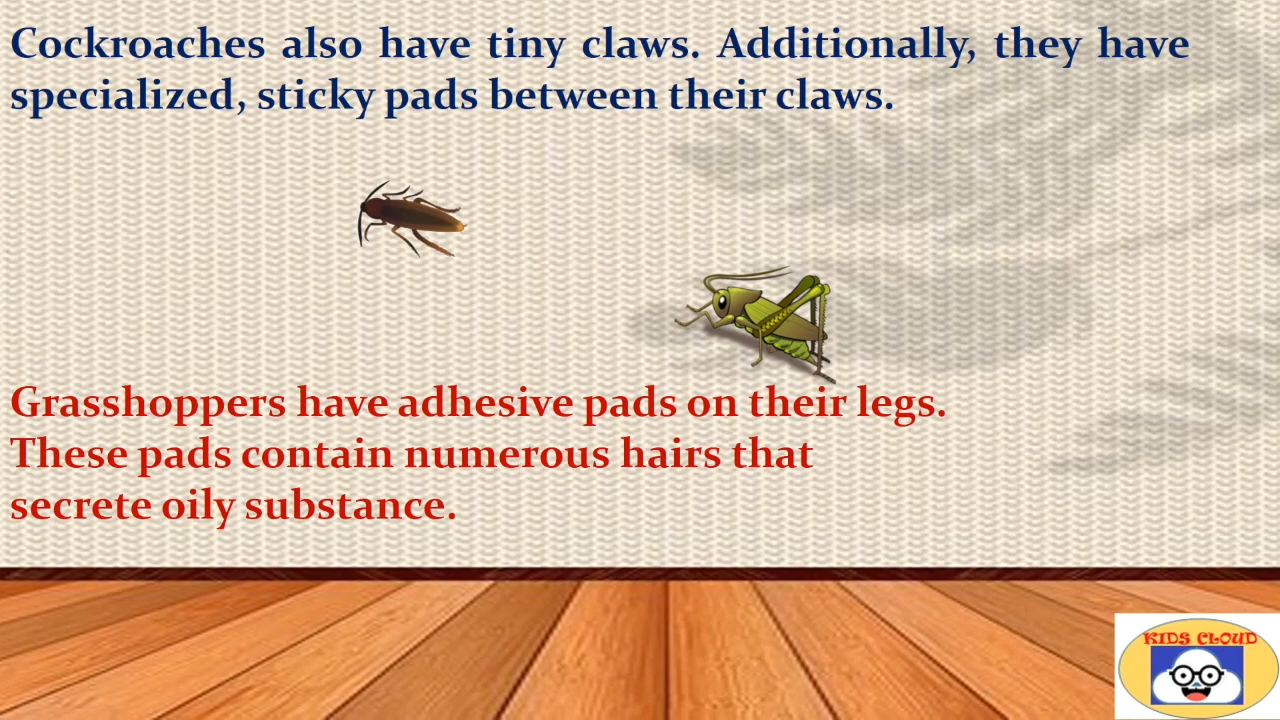 Cockroaches also have tiny claws. Additionally, they have
specialized, sticky pads between their claws.
Grasshoppers have adhesive pads on their legs.
These pads contain numerous hairs that
secrete oily substance.
KIDS CLOUD